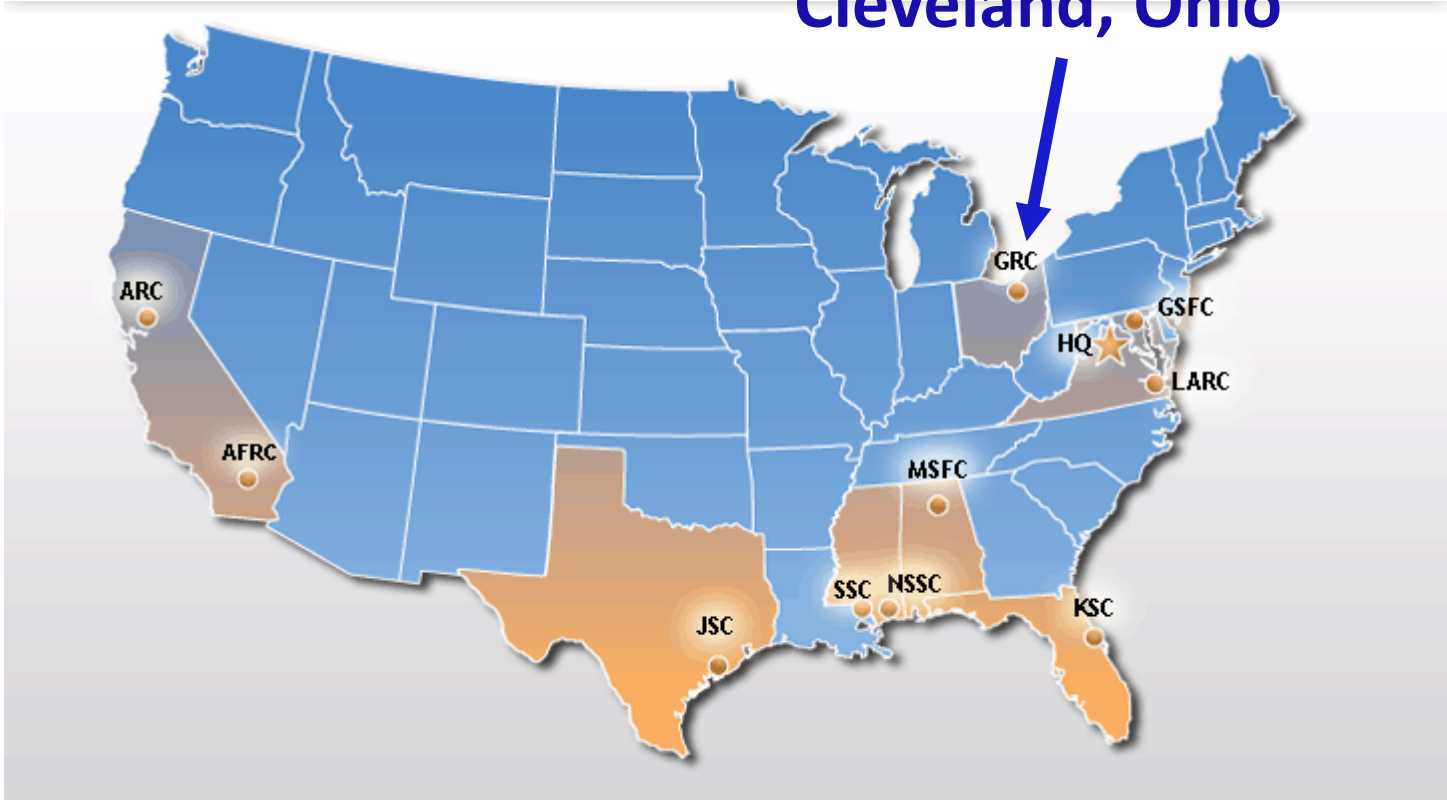 Cleveland, Ohio
GRC
ARC
GSFC
HQ
LARC
AFRC
MSFC
SSC
NSSC
KSC
JSC